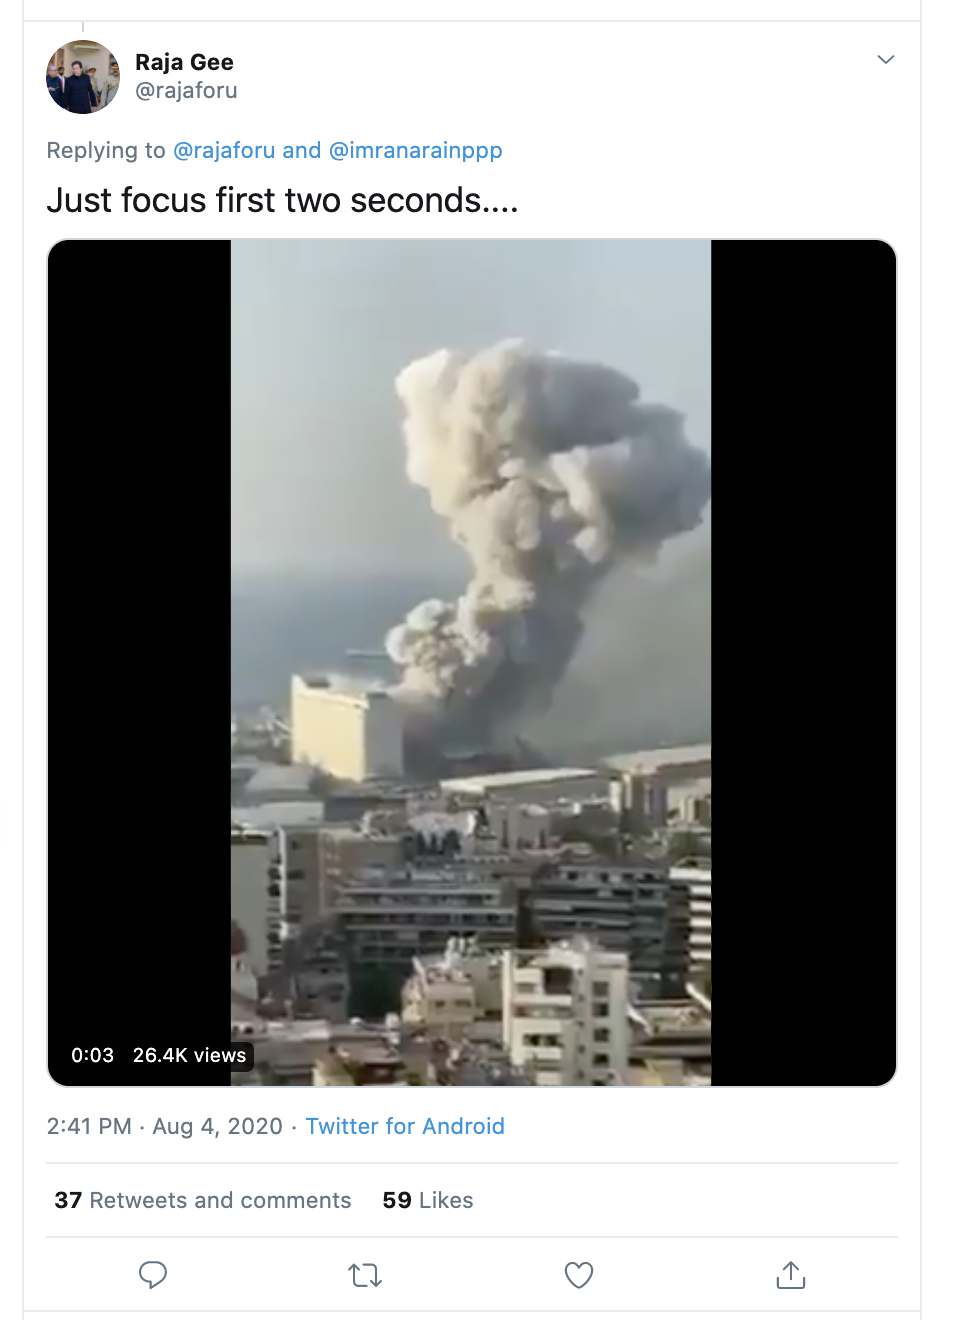 Raja Gee
@rajaforu
Replying to @rajaforu and @imranarainppp
Just focus first two seconds....
0:03 26.4K views
2:41 PM · Aug 4, 2020 · Twitter for Android
37 Retweets and comments 59 Likes